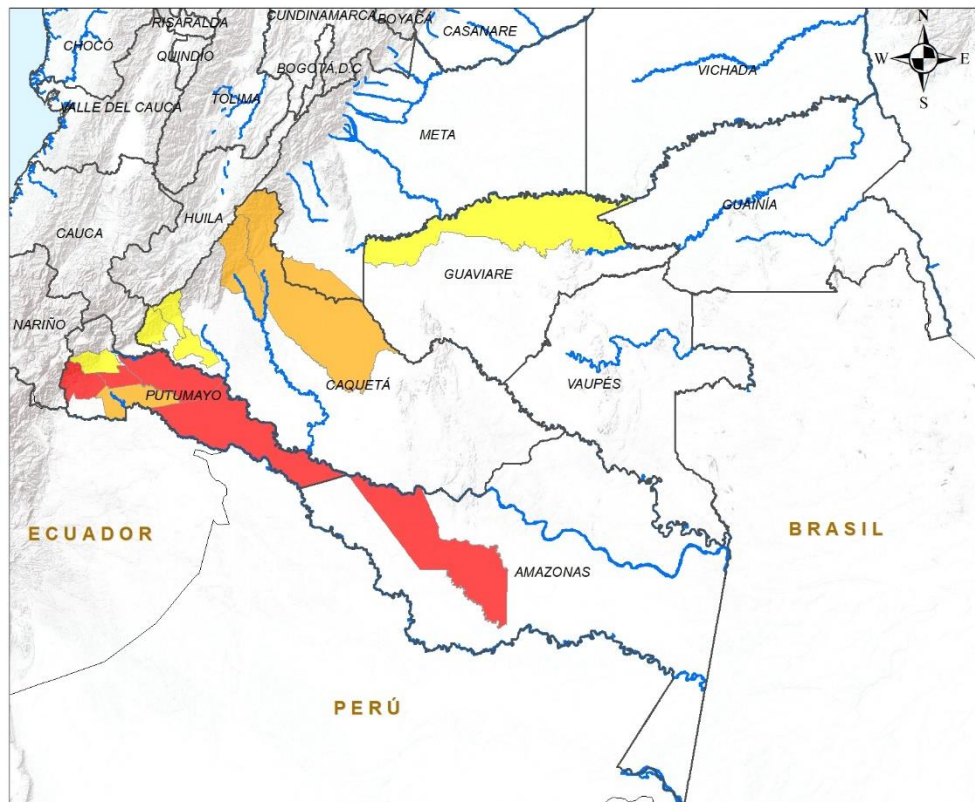 CUNDINAMARCA
BOYACÁ
RISARALDA
CASANARE
N
CHOCÓ
QUINDÍO
BOGOTÁ, D.C
W
E
VICHADA
S
VALLE DEL CAUCA
TOLIMA
META
GUAINÍA
HUILA
CAUCA
GUAVIARE
NARIÑO
CAQUETÁ
VAUPÉS
PUTUMAYO
ECUADOR
BRASIL
AMAZONAS
PERÚ